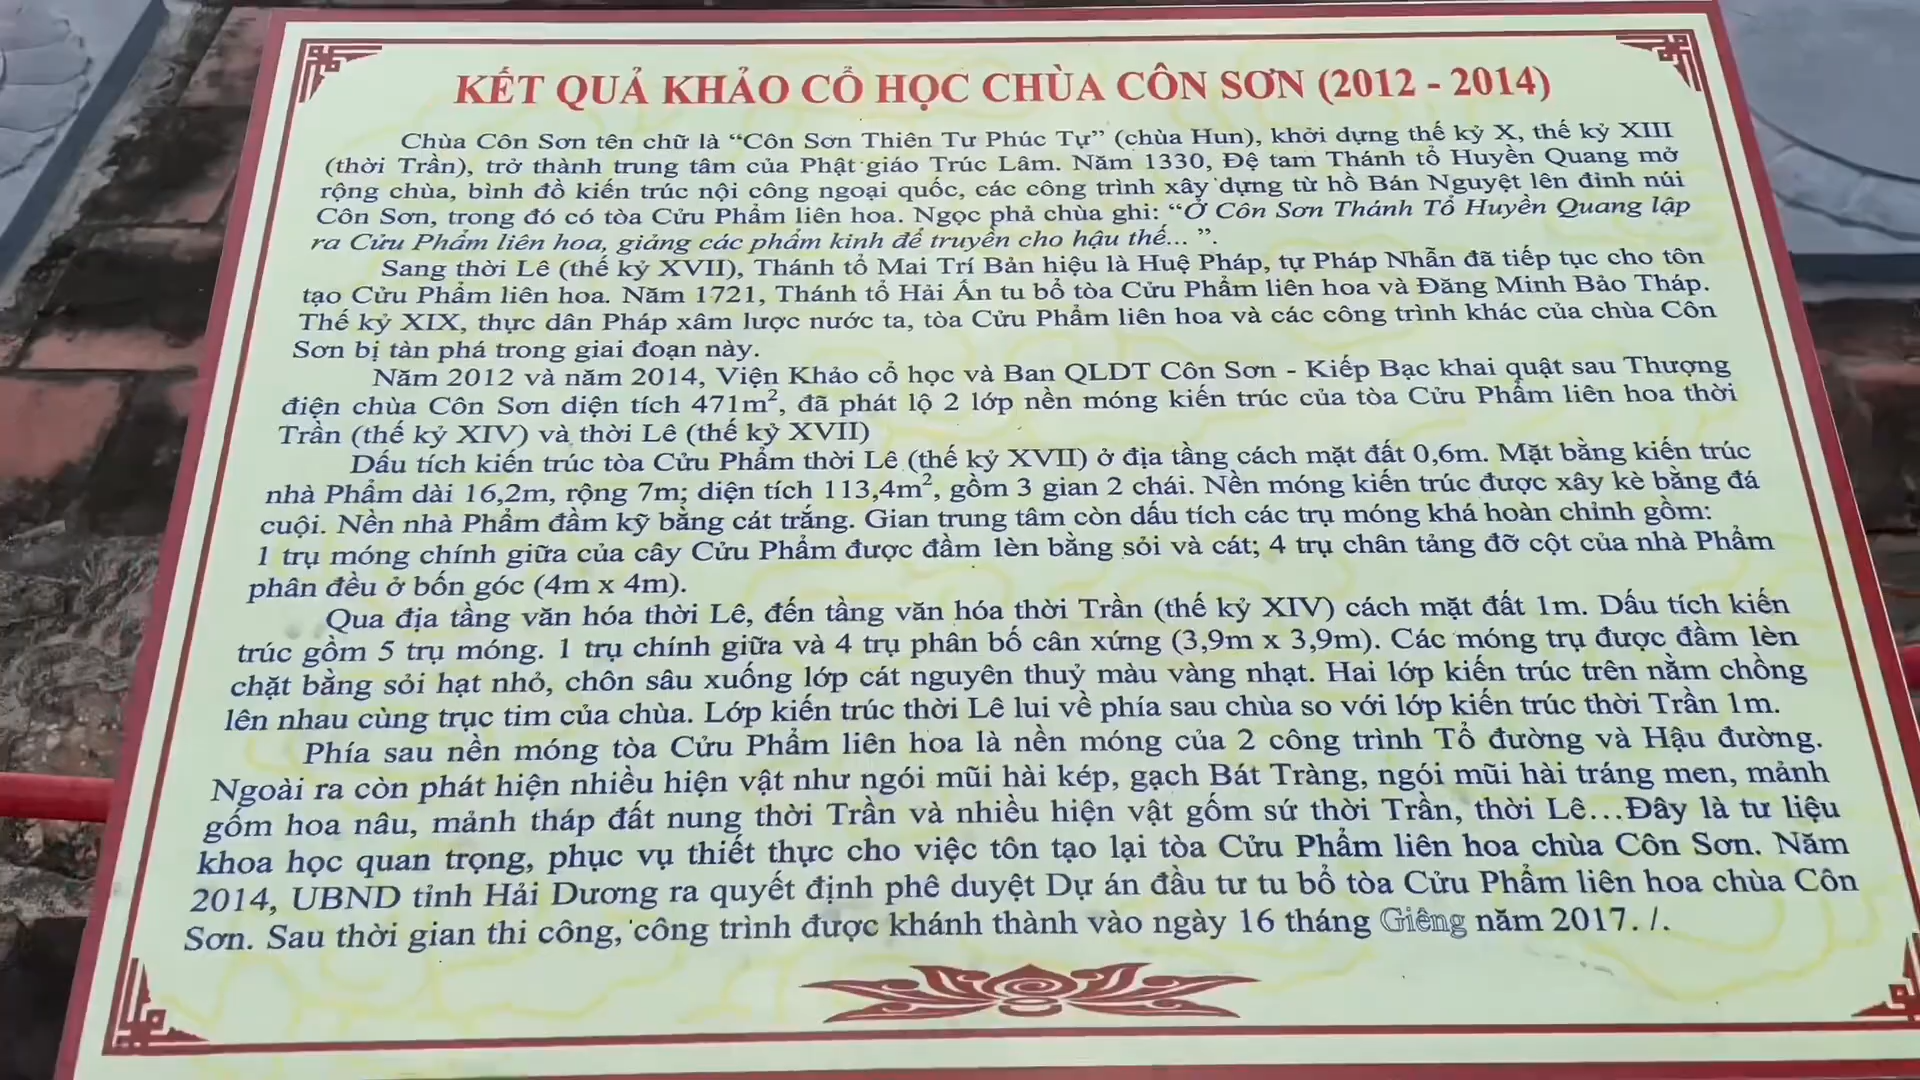 KẾT QUẢ KHẢO CỔ HỌC CHÙA CÔN SƠN (2012 - 2014)
Chùa Côn Sơn tên chữ là “Côn Sơn Thiên Tư Phúc Tự” (chùa Hun), khởi dựng thế kỷ X, thế kỷ XIII
(thời Trần), trở thành trung tâm của Phật giáo Trúc Lâm. Năm 1330, Đệ tam Thánh tổ Huyền Quang mở
rộng chùa, bình đồ kiến trúc nội công ngoại quốc, các công trình xây dựng từ hồ Bán Nguyệt lên đỉnh núi
Côn Sơn, trong đó có tòa Cửu Phẩm liên hoa. Ngọc phả chùa ghi: “Ở Côn Sơn Thánh Tổ Huyền Quang lập
ra Cửu Phẩm liên hoa, giảng các phẩm kinh để truyền cho hậu thế... ”.
Sang thời Lê (thế kỷ XVII), Thánh tổ Mai Trí Bản hiệu là Huệ Pháp, tự Pháp Nhẫn đã tiếp tục cho tôn
tạo Cửu Phẩm liên hoa. Năm 1721, Thánh tổ Hải Ấn tu bổ tòa Cửu Phẩm liên hoa và Đăng Minh Bảo Tháp.
Thế kỷ XIX, thực dân Pháp xâm lược nước ta, tòa Cửu Phẩm liên hoa và các công trình khác của chùa Côn
Sơn bị tàn phá trong giai đoạn này.
Năm 2012 và năm 2014, Viện Khảo cổ học và Ban QLDT Côn Sơn - Kiếp Bạc khai quật sau Thượng
điện chùa Côn Sơn diện tích 471m², đã phát lộ 2 lớp nền móng kiến trúc của tòa Cửu Phẩm liên hoa thời
Trần (thế kỷ XIV) và thời Lê (thế kỷ XVII)
Dấu tích kiến trúc tòa Cửu Phẩm thời Lê (thế kỷ XVII) ở địa tầng cách mặt đất 0,6m. Mặt bằng kiến trúc
nhà Phẩm dài 16,2m, rộng 7m; diện tích 113,4m², gồm 3 gian 2 chái. Nền móng kiến trúc được xây kè bằng đá
cuội. Nền nhà Phẩm đầm kỹ bằng cát trắng. Gian trung tâm còn dấu tích các trụ móng khá hoàn chỉnh gồm:
1 trụ móng chính giữa của cây Cửu Phẩm được đầm lèn bằng sỏi và cát; 4 trụ chân tảng đỡ cột của nhà Phẩm
phân đều ở bốn góc (4m x 4m).
Qua địa tầng văn hóa thời Lê, đến tầng văn hóa thời Trần (thế kỷ XIV) cách mặt đất 1m. Dấu tích kiến
trúc gồm 5 trụ móng. 1 trụ chính giữa và 4 trụ phân bố cân xứng (3,9m x 3,9m). Các móng trụ được đầm lèn
chặt bằng sỏi hạt nhỏ, chôn sâu xuống lớp cát nguyên thuỷ màu vàng nhạt. Hai lớp kiến trúc trên nằm chồng
lên nhau cùng trục tim của chùa. Lớp kiến trúc thời Lê lui về phía sau chùa so với lớp kiến trúc thời Trần 1m.
Phía sau nền móng tòa Cửu Phẩm liên hoa là nền móng của 2 công trình Tổ đường và Hậu đường.
Ngoài ra còn phát hiện nhiều hiện vật như ngói mũi hài kép, gạch Bát Tràng, ngói mũi hài tráng men, mảnh
gốm hoa nâu, mảnh tháp đất nung thời Trần và nhiều hiện vật gốm sứ thời Trần, thời Lê...Đây là tư liệu
khoa học quan trọng, phục vụ thiết thực cho việc tôn tạo lại tòa Cửu Phẩm liên hoa chùa Côn Sơn. Năm
2014, UBND tỉnh Hải Dương ra quyết định phê duyệt Dự án đầu tư tu bổ tòa Cửu Phẩm liên hoa chùa Côn
Sơn. Sau thời gian thi công, công trình được khánh thành vào ngày 16 tháng Giêng năm 2017. /.